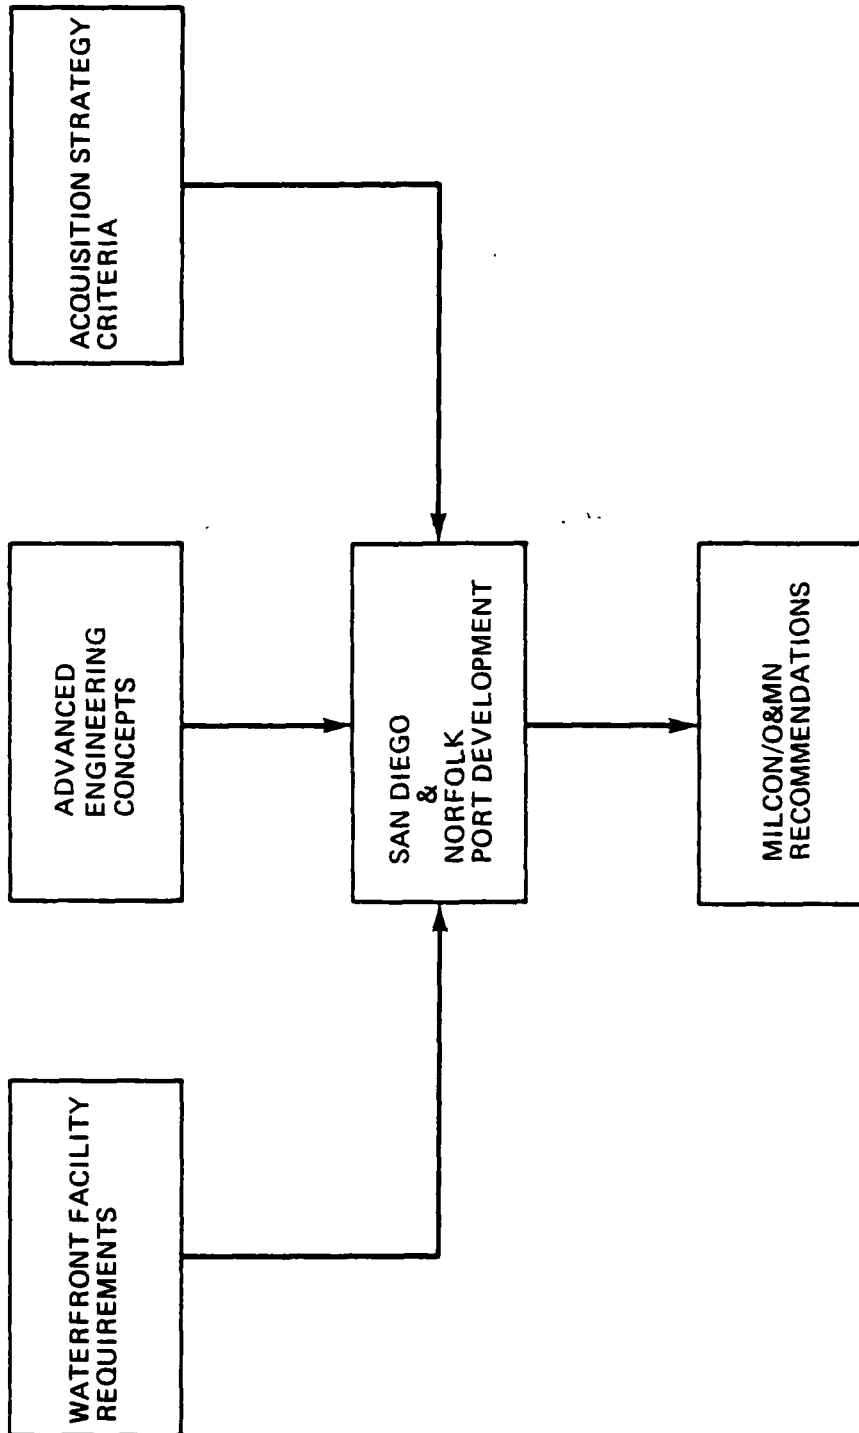 WATERFRONT FACILITY
REQUIREMENTS
ADVANCED
ENGINEERING
CONCEPTS
ACQUISITION STRATEGY
CRITERIA
SAN DIEGO
&
NORFOLK
PORT DEVELOPMENT
MILCON/O&MN
RECOMMENDATIONS